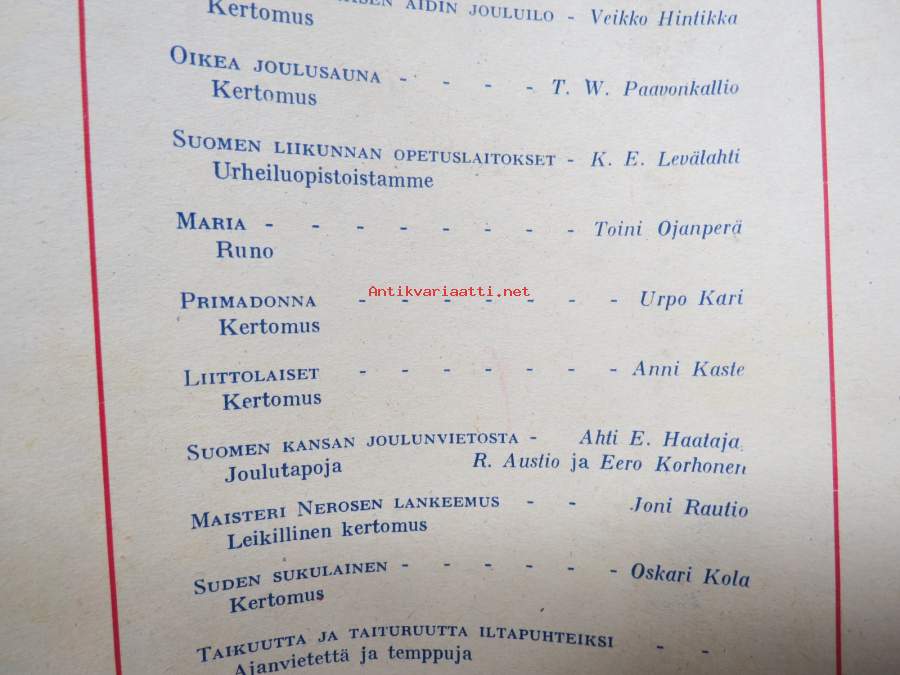 ÄIDIN JOULUILO - Veikko Hintikka
Kertomus
OIKEA JOULUSAUNA - - - - T. W. Paavonkallio
Kertomus
SUOMEN LIIKUNNAN OPETUSLAITOKSET - K. E. Levälahti
Urheiluopistoistamme
MARIA - - - - - - - - Toini Ojanperä
Runo
Antikvariaatti.net
PRIMADONNA - - - - - - - Urpo Kari
Kertomus
LIITTOLAISET - - - - - - - Anni Kaste
Kertomus
SUOMEN KANSAN JOULUNVIETOSTA - Ahti E. Haataja,
Joulutapoja R. Austio ja Eero Korhonen
MAISTERI NEROSEN LANKEEMUS - - Joni Rautio
Leikillinen kertomus
SUDEN SUKULAINEN - - - - - - Oskari Kola
Kertomus
TAIKUUTTA JA TAITURUUTTA ILTAPUHTEIKSI - -
Ajanvietettä ja temppuja